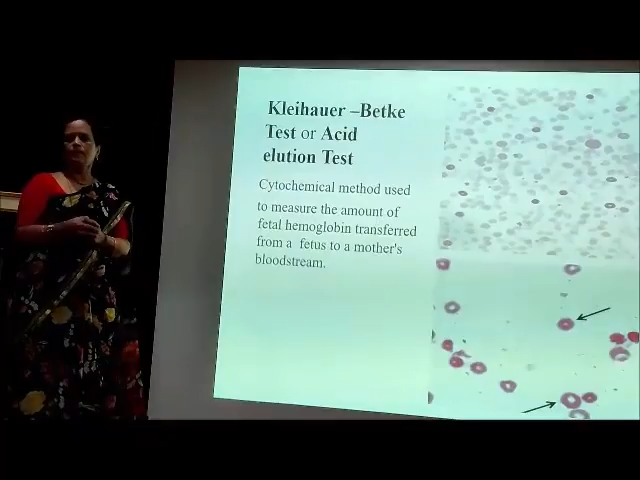 Kleihauer –Betke
Test or Acid
elution Test
Cytochemical method used
to measure the amount of
fetal hemoglobin transferred
from a fetus to a mother's
bloodstream.